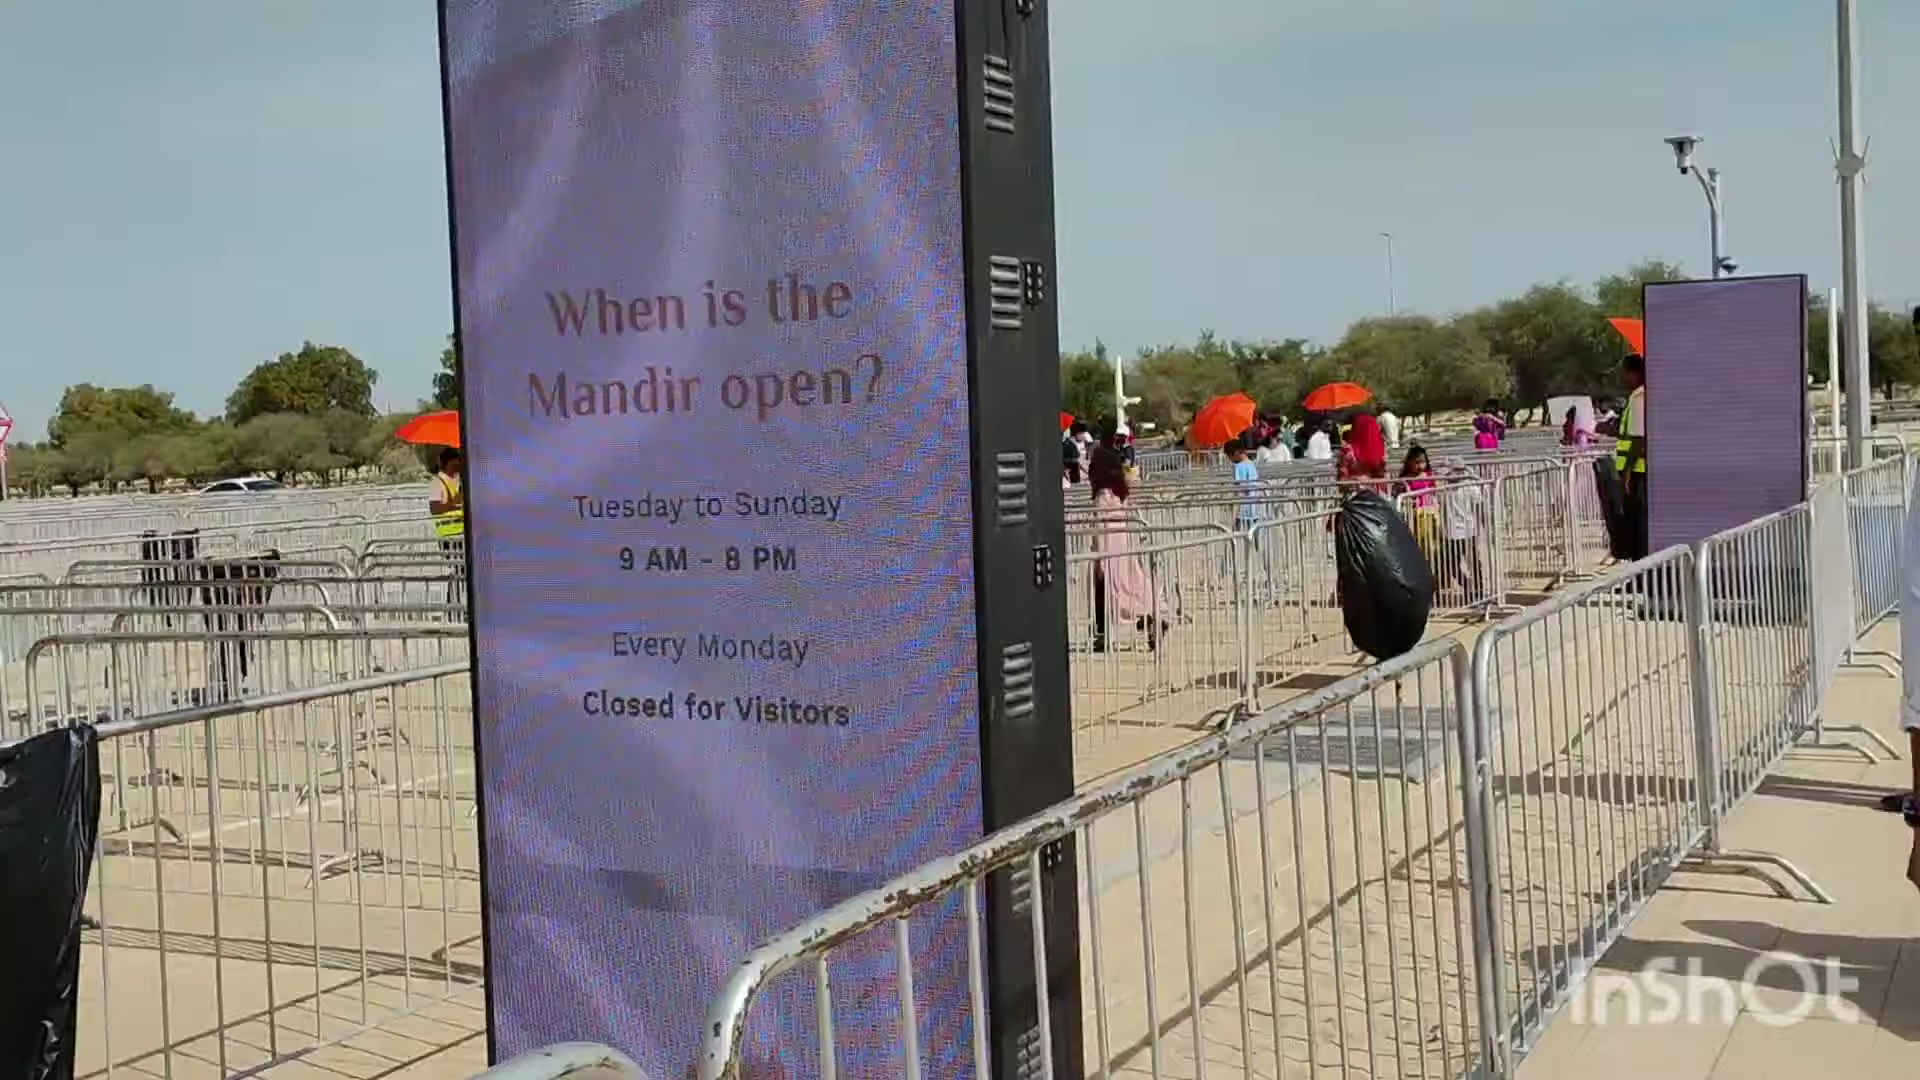 When is the
Mandir open?
Tuesday to Sunday
9 AM - 8 PM
Every Monday
Closed for Visitors
InShOt